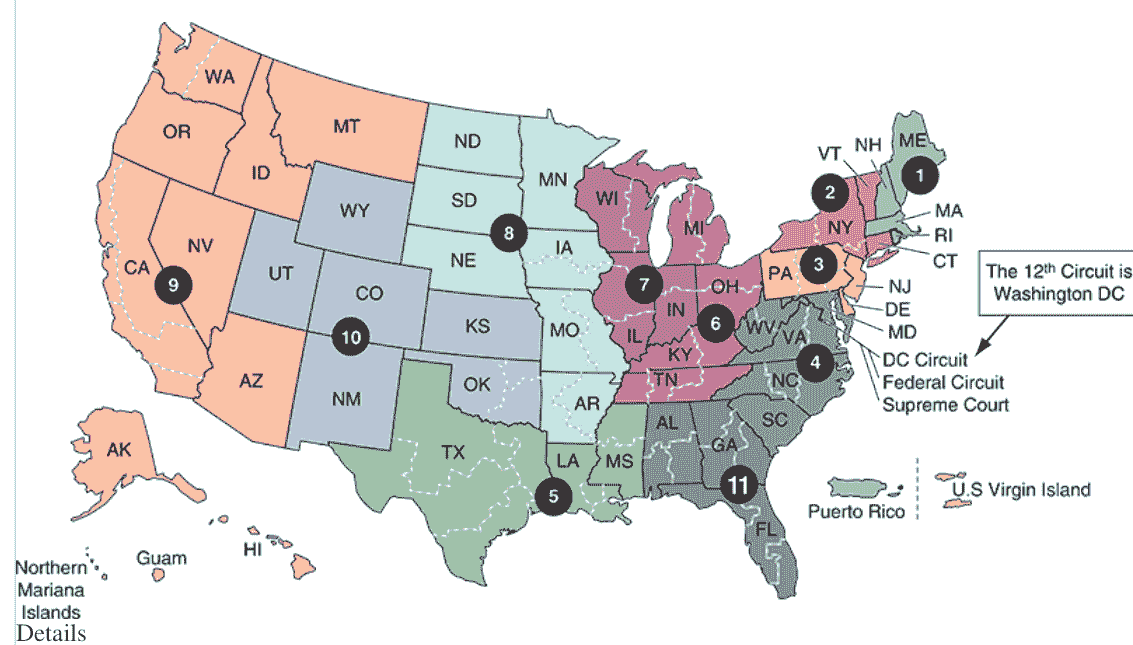 WA
OR
MT
ID
ND
MN
SD
WY
WI
MI
VT
NH
ME
1
2
NY
MA
RI
CT
NV
CA
UT
8
NE
IA
9
CO
7
IL
IN
OH
PA
3
NJ
DE
MD
The 12th Circuit is
Washington DC
10
KS
MO
6
WV
VA
KY
4
DC Circuit
Federal Circuit
Supreme Court
AZ
NM
OK
AR
TN
NC
SC
AK
TX
LA
MS
AL
GA
5
11
FL
Puerto Rico
U.S Virgin Island
HI
Guam
Northern
Mariana
Islands
Details